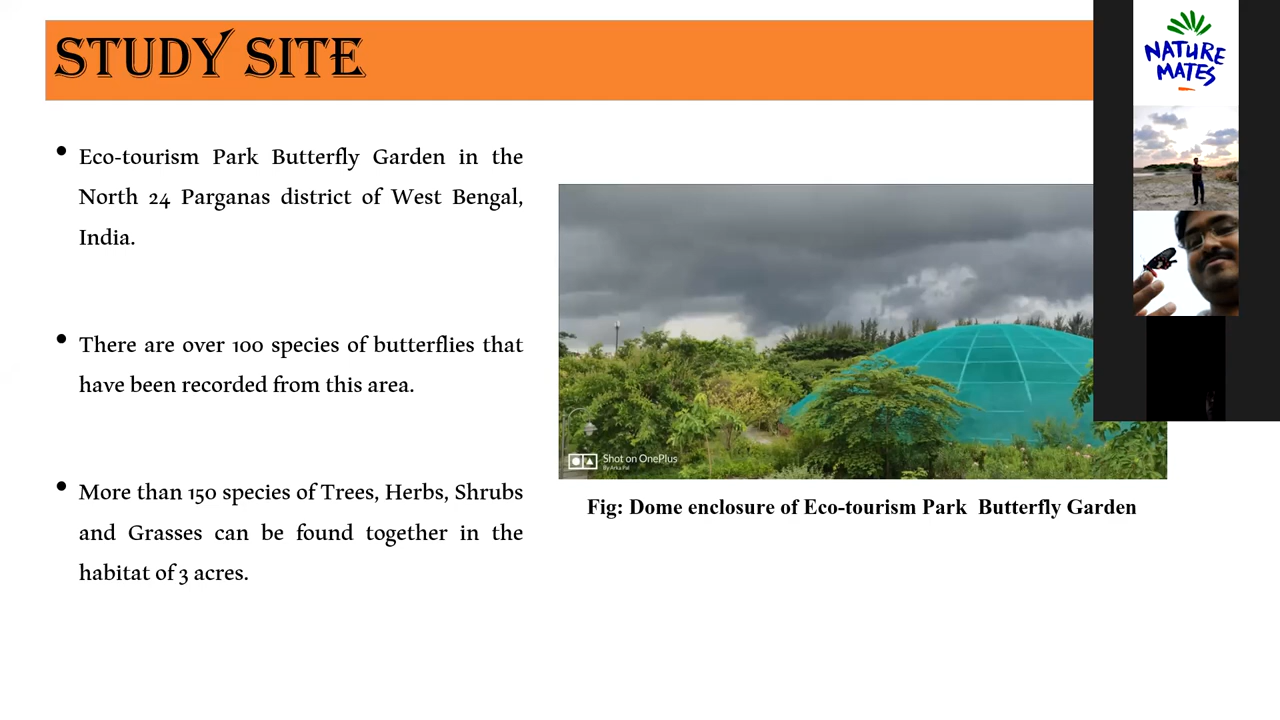 STUDY SITE
• Eco-tourism Park Butterfly Garden in the
North 24 Parganas district of West Bengal,
India.
• There are over 100 species of butterflies that
have been recorded from this area.
• More than 150 species of Trees, Herbs, Shrubs
and Grasses can be found together in the
habitat of 3 acres.
Shot on OnePlus
By Arka Pal
Fig: Dome enclosure of Eco-tourism Park Butterfly Garden
NATURE
MATES